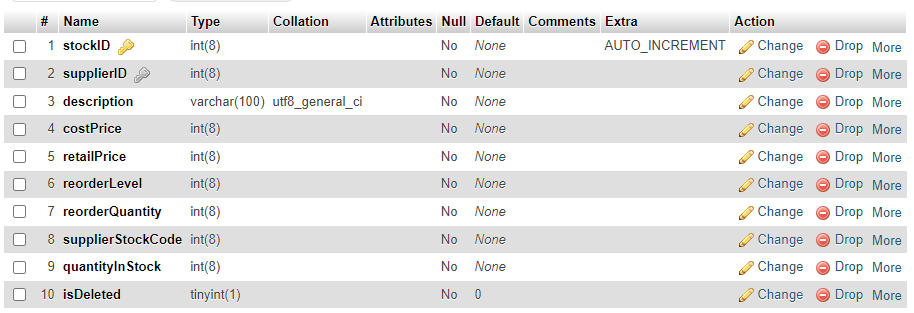 # Name Type Collation Attributes Null Default Comments Extra Action
1 stockID int(8) No None AUTO_INCREMENT Change Drop More
2 supplierID int(8) No None Change Drop More
3 description varchar(100) utf8_general_ci No None Change Drop More
4 costPrice int(8) No None Change Drop More
5 retailPrice int(8) No None Change Drop More
6 reorderLevel int(8) No None Change Drop More
7 reorderQuantity int(8) No None Change Drop More
8 supplierStockCode int(8) No None Change Drop More
9 quantityInStock int(8) No None Change Drop More
10 isDeleted tinyint(1) No 0 Change Drop More